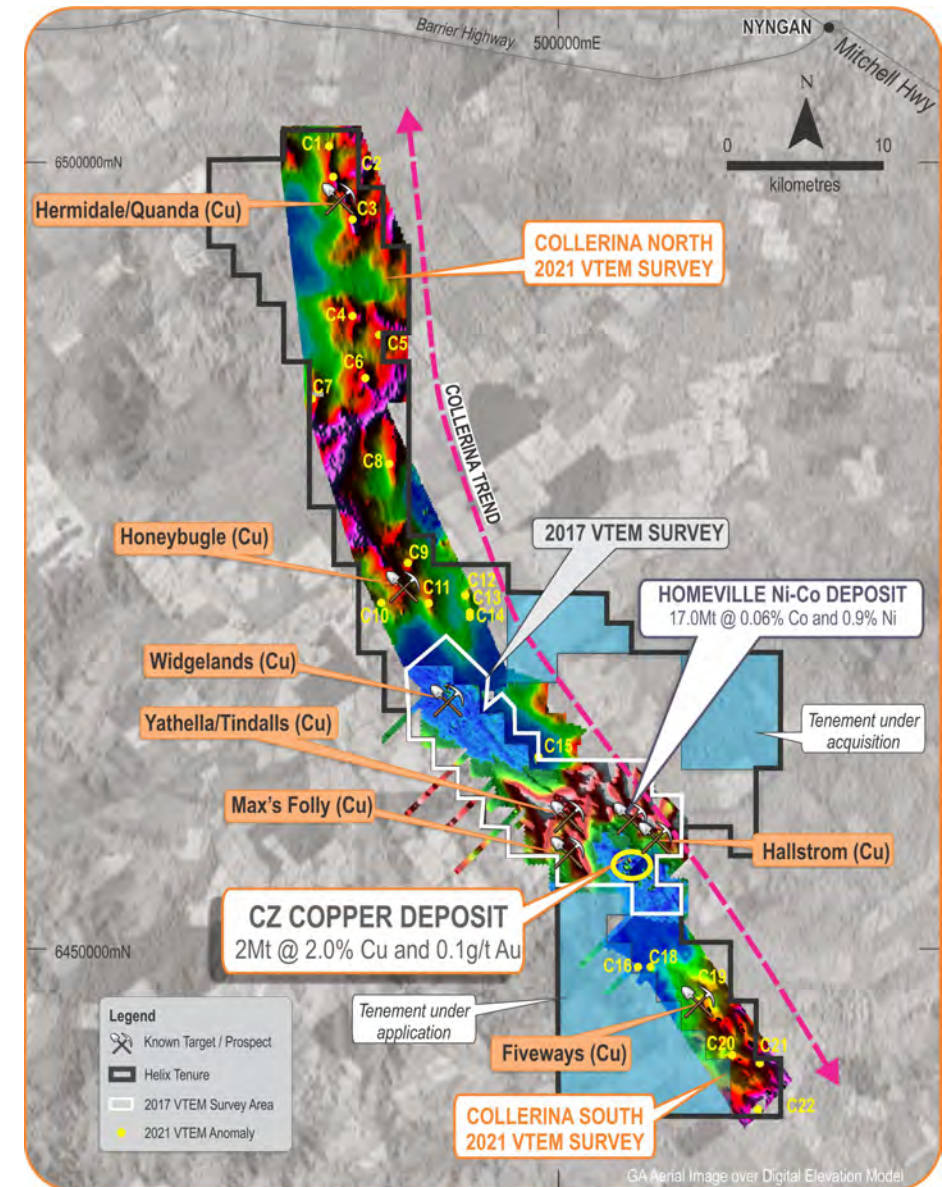 NYNGAN
Barrier Highway
500000mE
Mitchell Hwy
N
0
10
kilometres
6500000mN
C1
C2
Hermidale/Quanda (Cu)
C3
COLLERINA NORTH
2021 VTEM SURVEY
C4
C5
C6
C7
COLLERINA TREND
C8
2017 VTEM SURVEY
Honeybugle (Cu)
C9
HOMEVILLE Ni-Co DEPOSIT
17.0Mt @ 0.06% Co and 0.9% Ni
C12
C10
C11
C13
C14
Widgelands (Cu)
Yathella/Tindalls (Cu)
Tenement under
acquisition
C15
Max's Folly (Cu)
Hallstrom (Cu)
CZ COPPER DEPOSIT
2Mt @ 2.0% Cu and 0.1g/t Au
6450000mN
C16
C18
C19
Tenement under
application
Legend
Known Target / Prospect
Helix Tenure
2017 VTEM Survey Area
2021 VTEM Anomaly
Fiveways (Cu)
C20
C21
C22
COLLERINA SOUTH
2021 VTEM SURVEY
GA Aerial Image over Digital Elevation Model